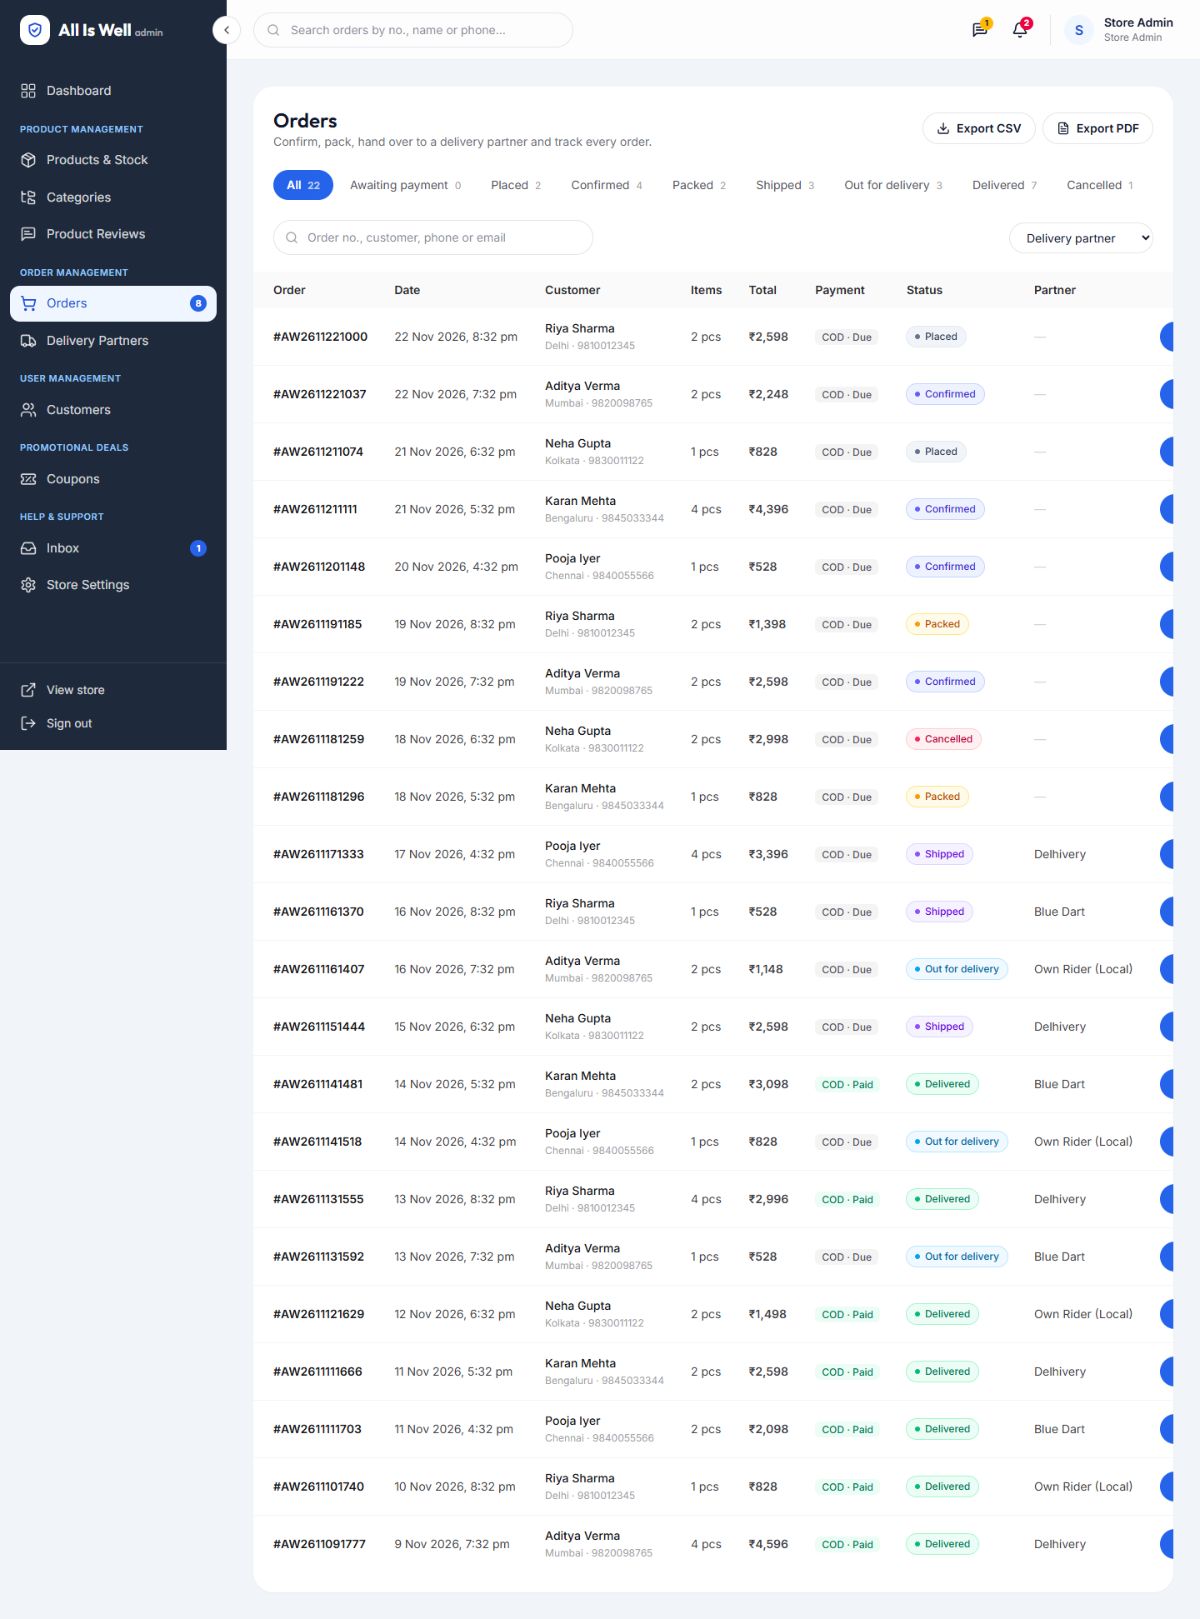 All Is Well admin
Search orders by no., name or phone...
1
2
S
Store Admin
Store Admin
Dashboard
PRODUCT MANAGEMENT
Products & Stock
Categories
Product Reviews
ORDER MANAGEMENT
Orders 8
Delivery Partners
USER MANAGEMENT
Customers
PROMOTIONAL DEALS
Coupons
HELP & SUPPORT
Inbox 1
Store Settings
View store
Sign out
Orders
Confirm, pack, hand over to a delivery partner and track every order.
Export CSV
Export PDF
All 22 Awaiting payment 0 Placed 2 Confirmed 4 Packed 2 Shipped 3 Out for delivery 3 Delivered 7 Cancelled 1
Order no., customer, phone or email
Delivery partner
Order Date Customer Items Total Payment Status Partner
#AW2611221000 22 Nov 2026, 8:32 pm Riya Sharma 2 pcs ₹2,598 COD · Due Placed —
Delhi · 9810012345
#AW2611221037 22 Nov 2026, 7:32 pm Aditya Verma 2 pcs ₹2,248 COD · Due Confirmed —
Mumbai · 9820098765
#AW2611211074 21 Nov 2026, 6:32 pm Neha Gupta 1 pcs ₹828 COD · Due Placed —
Kolkata · 9830011122
#AW2611211111 21 Nov 2026, 5:32 pm Karan Mehta 4 pcs ₹4,396 COD · Due Confirmed —
Bengaluru · 9845033344
#AW2611201148 20 Nov 2026, 4:32 pm Pooja Iyer 1 pcs ₹528 COD · Due Confirmed —
Chennai · 9840055566
#AW2611191185 19 Nov 2026, 8:32 pm Riya Sharma 2 pcs ₹1,398 COD · Due Packed —
Delhi · 9810012345
#AW2611191222 19 Nov 2026, 7:32 pm Aditya Verma 2 pcs ₹2,598 COD · Due Confirmed —
Mumbai · 9820098765
#AW2611181259 18 Nov 2026, 6:32 pm Neha Gupta 2 pcs ₹2,998 COD · Due Cancelled —
Kolkata · 9830011122
#AW2611181296 18 Nov 2026, 5:32 pm Karan Mehta 1 pcs ₹828 COD · Due Packed —
Bengaluru · 9845033344
#AW2611171333 17 Nov 2026, 4:32 pm Pooja Iyer 4 pcs ₹3,396 COD · Due Shipped Delhivery
Chennai · 9840055566
#AW2611161370 16 Nov 2026, 8:32 pm Riya Sharma 1 pcs ₹528 COD · Due Shipped Blue Dart
Delhi · 9810012345
#AW2611161407 16 Nov 2026, 7:32 pm Aditya Verma 2 pcs ₹1,148 COD · Due Out for delivery Own Rider (Local)
Mumbai · 9820098765
#AW2611151444 15 Nov 2026, 6:32 pm Neha Gupta 2 pcs ₹2,598 COD · Due Shipped Delhivery
Kolkata · 9830011122
#AW2611141481 14 Nov 2026, 5:32 pm Karan Mehta 2 pcs ₹3,098 COD · Paid Delivered Blue Dart
Bengaluru · 9845033344
#AW2611141518 14 Nov 2026, 4:32 pm Pooja Iyer 1 pcs ₹828 COD · Due Out for delivery Own Rider (Local)
Chennai · 9840055566
#AW2611131555 13 Nov 2026, 8:32 pm Riya Sharma 4 pcs ₹2,996 COD · Paid Delivered Delhivery
Delhi · 9810012345
#AW2611131592 13 Nov 2026, 7:32 pm Aditya Verma 1 pcs ₹528 COD · Due Out for delivery Blue Dart
Mumbai · 9820098765
#AW2611121629 12 Nov 2026, 6:32 pm Neha Gupta 2 pcs ₹1,498 COD · Paid Delivered Own Rider (Local)
Kolkata · 9830011122
#AW2611111666 11 Nov 2026, 5:32 pm Karan Mehta 2 pcs ₹2,598 COD · Paid Delivered Delhivery
Bengaluru · 9845033344
#AW2611111703 11 Nov 2026, 4:32 pm Pooja Iyer 2 pcs ₹2,098 COD · Paid Delivered Blue Dart
Chennai · 9840055566
#AW2611101740 10 Nov 2026, 8:32 pm Riya Sharma 1 pcs ₹828 COD · Paid Delivered Own Rider (Local)
Delhi · 9810012345
#AW2611091777 9 Nov 2026, 7:32 pm Aditya Verma 4 pcs ₹4,596 COD · Paid Delivered Delhivery
Mumbai · 9820098765